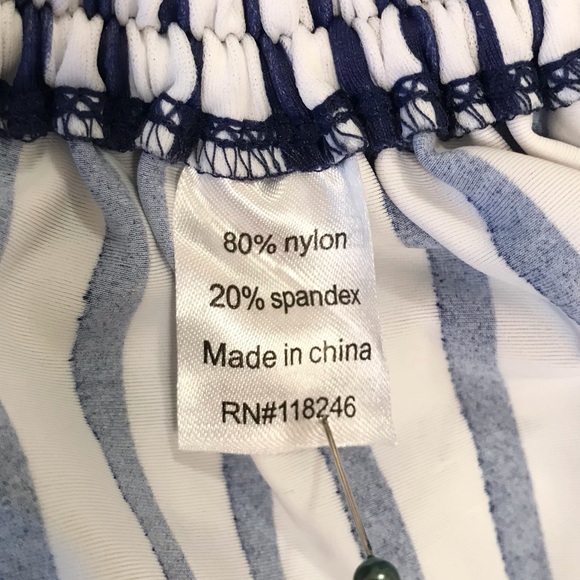 80% nylon
20% spandex
Made in china
RN#118246